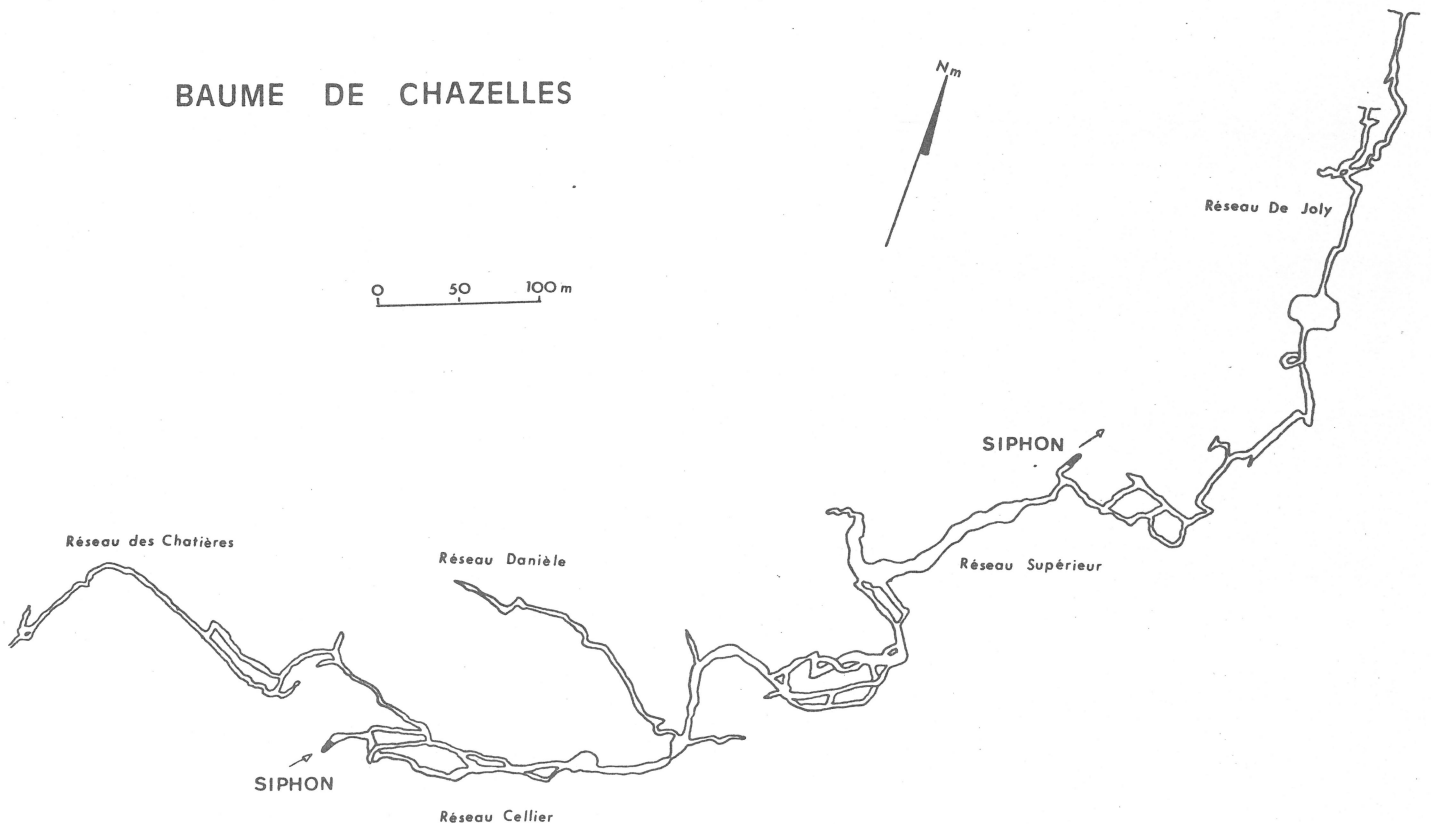 BAUME DE CHAZELLES
Nm
0 50 100 m
Réseau De Joly
SIPHON
Réseau Supérieur
Réseau des Chatières
Réseau Danièle
SIPHON
Réseau Cellier